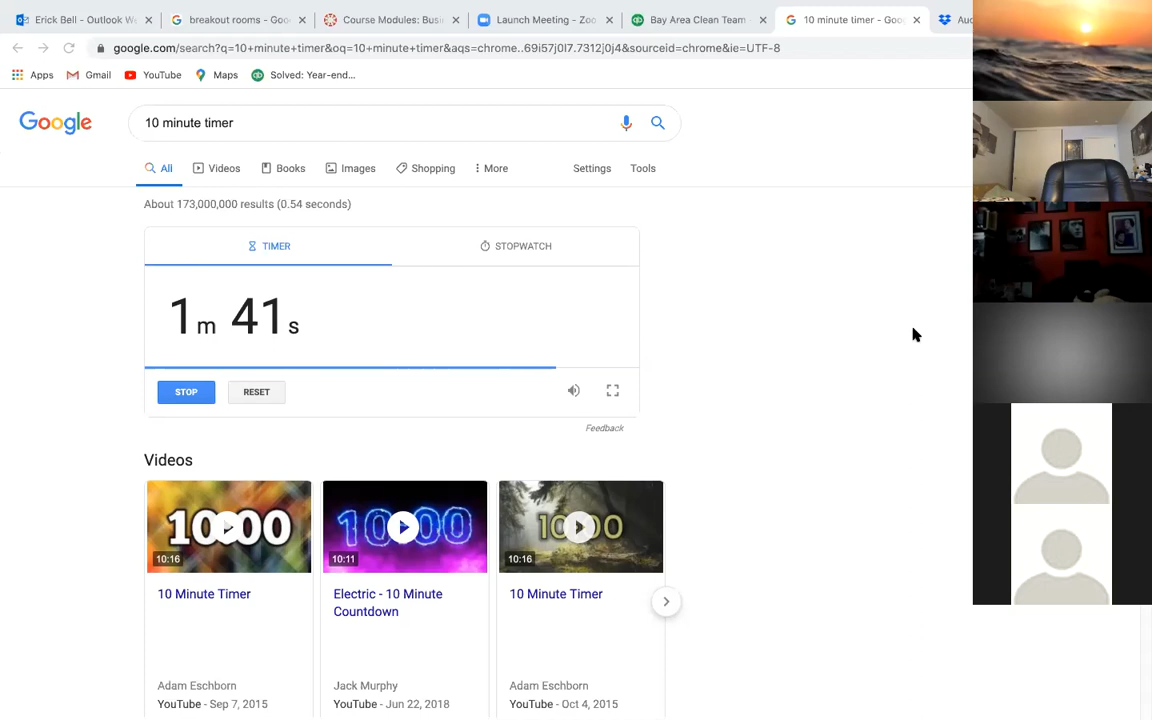 Erick Bell - Outlook W
breakout rooms - Goo
Course Modules: Busi
Launch Meeting - Zoo
Bay Area Clean Team -
10 minute timer - Goo
google.com/search?q=10+minute+timer&oq=10+minute+timer&aqs=chrome..69i57j0l7.7312j0j4&sourceid=chrome&ie=UTF-8
Apps Gmail YouTube Maps Solved: Year-end...
Google
10 minute timer
All Videos Books Images Shopping More Settings Tools
About 173,000,000 results (0.54 seconds)
TIMER STOPWATCH
1m 41s
STOP RESET
Feedback
Videos
10:00 10:00 10:00
10:16 10:11 10:16
10 Minute Timer
Electric - 10 Minute
Countdown
10 Minute Timer
Adam Eschborn
YouTube - Sep 7, 2015
Jack Murphy
YouTube - Jun 22, 2018
Adam Eschborn
YouTube - Oct 4, 2015